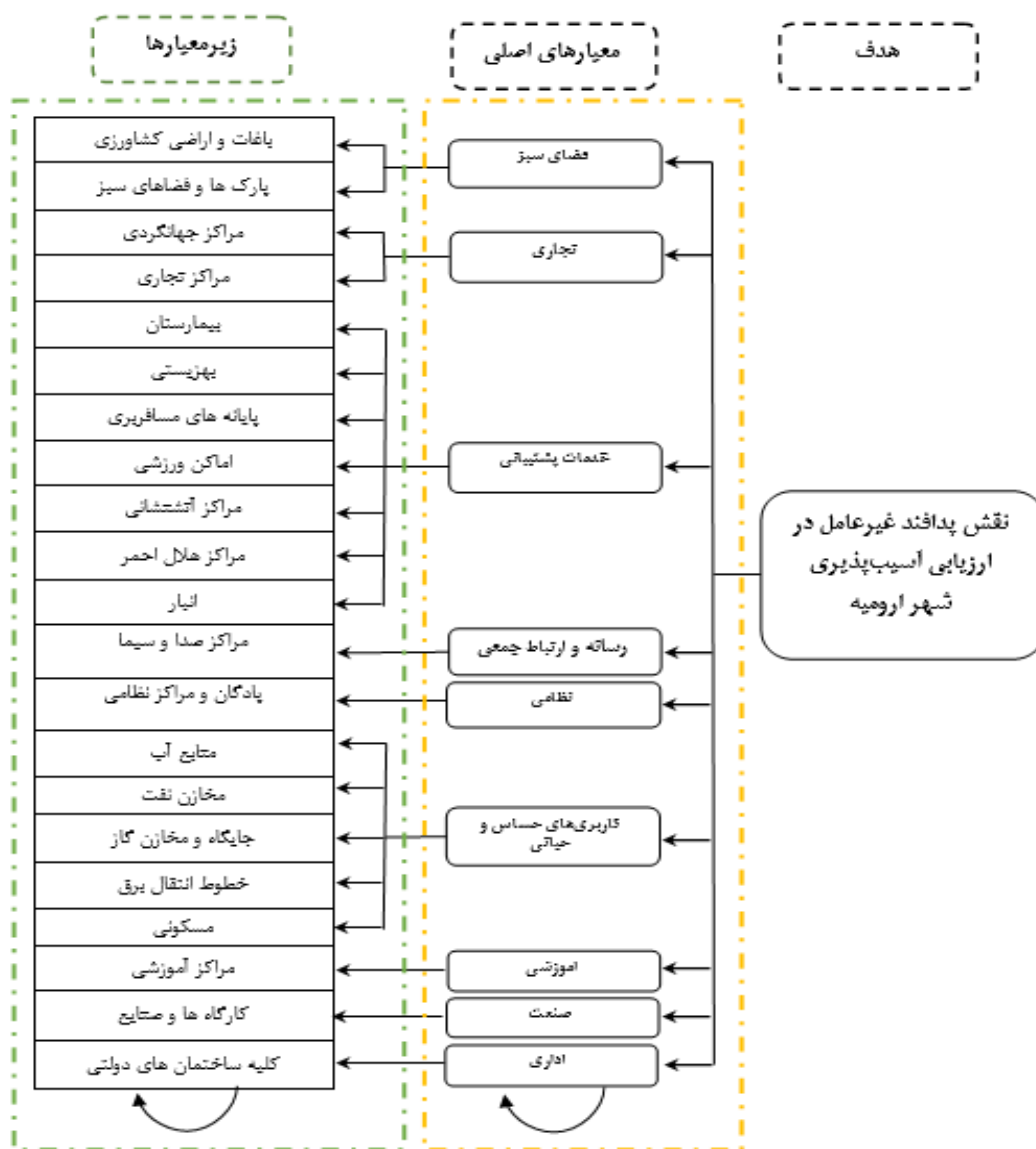 هدف
معیارهای اصلی
زیرمعیارها
نقش پدافند غیرعامل در
ارزیابی آسیب‌پذیری
شهر ارومیه
فضای سبز
تجاری
خدمات پشتیبانی
رسانه و ارتباط جمعی
نظامی
کاربری‌های حساس و
حیاتی
اموزشی
صنعت
اداری
باغات و اراضی کشاورزی
پارک ها و فضاهای سبز
مراکز جهانگردی
مراکز تجاری
بیمارستان
بهزیستی
پایانه های مسافربری
اماکن ورزشی
مراکز آتشنشانی
مراکز هلال احمر
انبار
مراکز صدا و سیما
پادگان و مراکز نظامی
منابع آب
مخازن نفت
جایگاه و مخازن گاز
خطوط انتقال برق
مسکونی
مراکز آموزشی
کارگاه ها و صنایع
کلیه ساختمان های دولتی